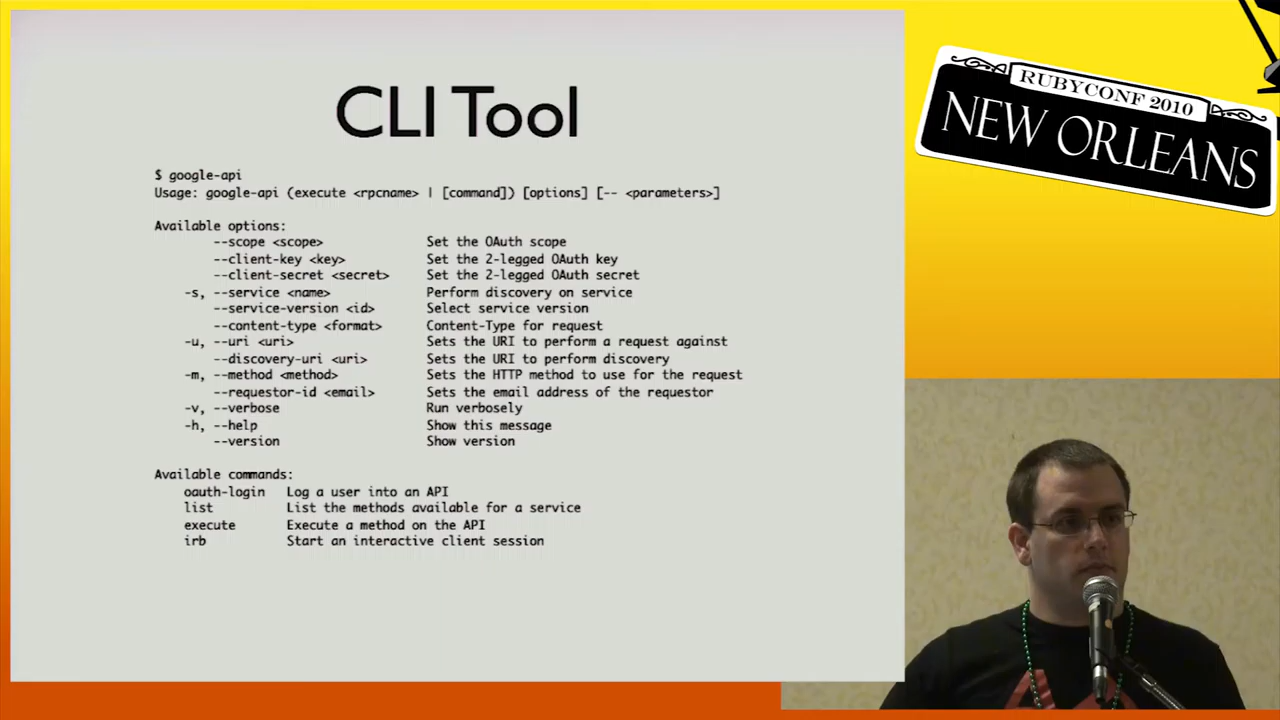 CLI Tool
$ google-api
Usage: google-api (execute <rpcname> | [command]) [options] [-- <parameters>]
Available options:
--scope <scope> Set the OAuth scope
--client-key <key> Set the 2-legged OAuth key
--client-secret <secret> Set the 2-legged OAuth secret
-s, --service <name> Perform discovery on service
--service-version <id> Select service version
--content-type <format> Content-Type for request
-u, --uri <uri> Sets the URI to perform a request against
--discovery-uri <uri> Sets the URI to perform discovery
-m, --method <method> Sets the HTTP method to use for the request
--requestor-id <email> Sets the email address of the requestor
-v, --verbose Run verbosely
-h, --help Show this message
--version Show version
Available commands:
oauth-login Log a user into an API
list List the methods available for a service
execute Execute a method on the API
irb Start an interactive client session
RUBYCONF 2010
NEW ORLEANS